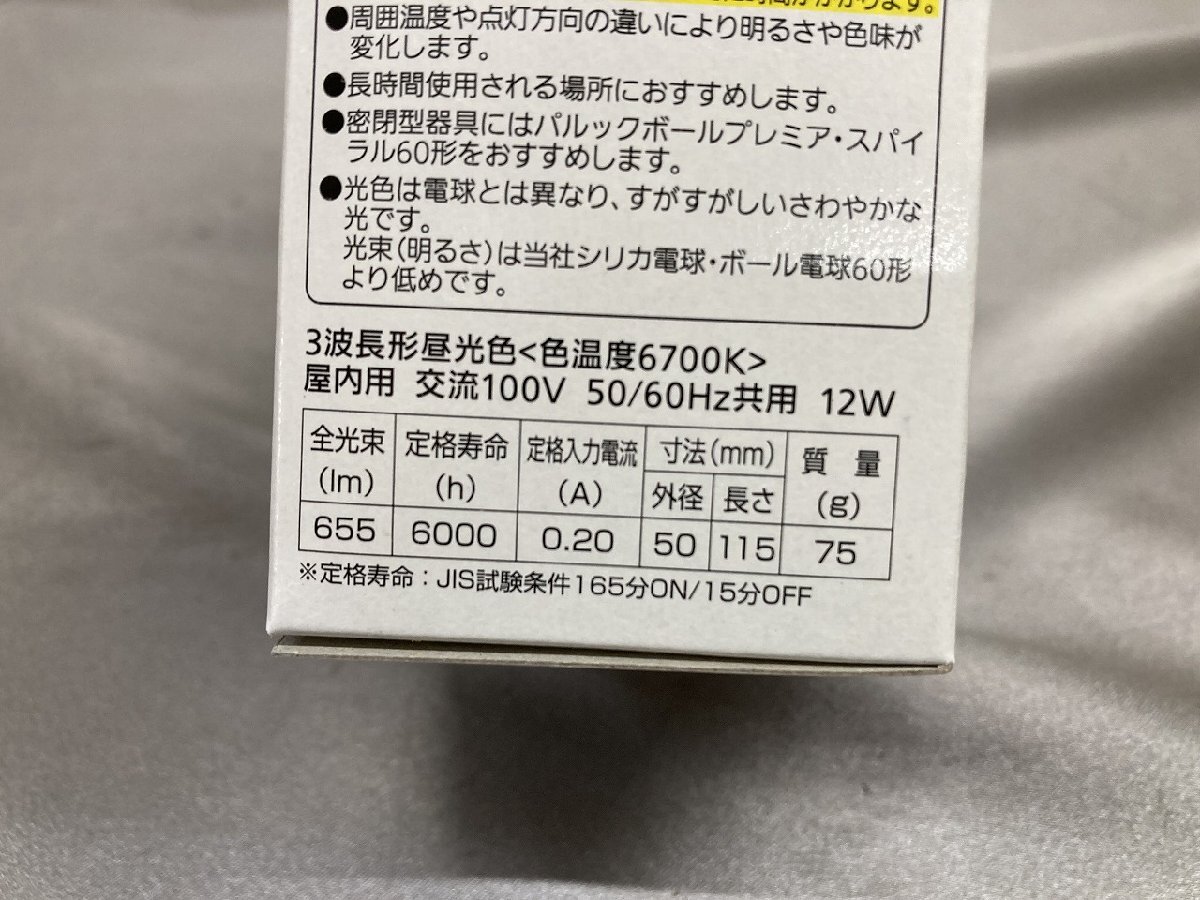 時間がかかります。
●周囲温度や点灯方向の違いにより明るさや色味が
変化します。
●長時間使用される場所におすすめします。
●密閉型器具にはパルックボールプレミア・スパイ
ラル60形をおすすめします。
●光色は電球とは異なり、すがすがしいさわやかな
光です。
光束(明るさ)は当社シリカ電球・ボール電球60形
より低めです。
3波長形昼光色<色温度6700K>
屋内用 交流100V 50/60Hz共用 12W
全光束 定格寿命 定格入力電流 寸法(mm) 質 量
(lm) (h) (A) 外径 長さ (g)
655 6000 0.20 50 115 75
※定格寿命：JIS試験条件165分ON/15分OFF